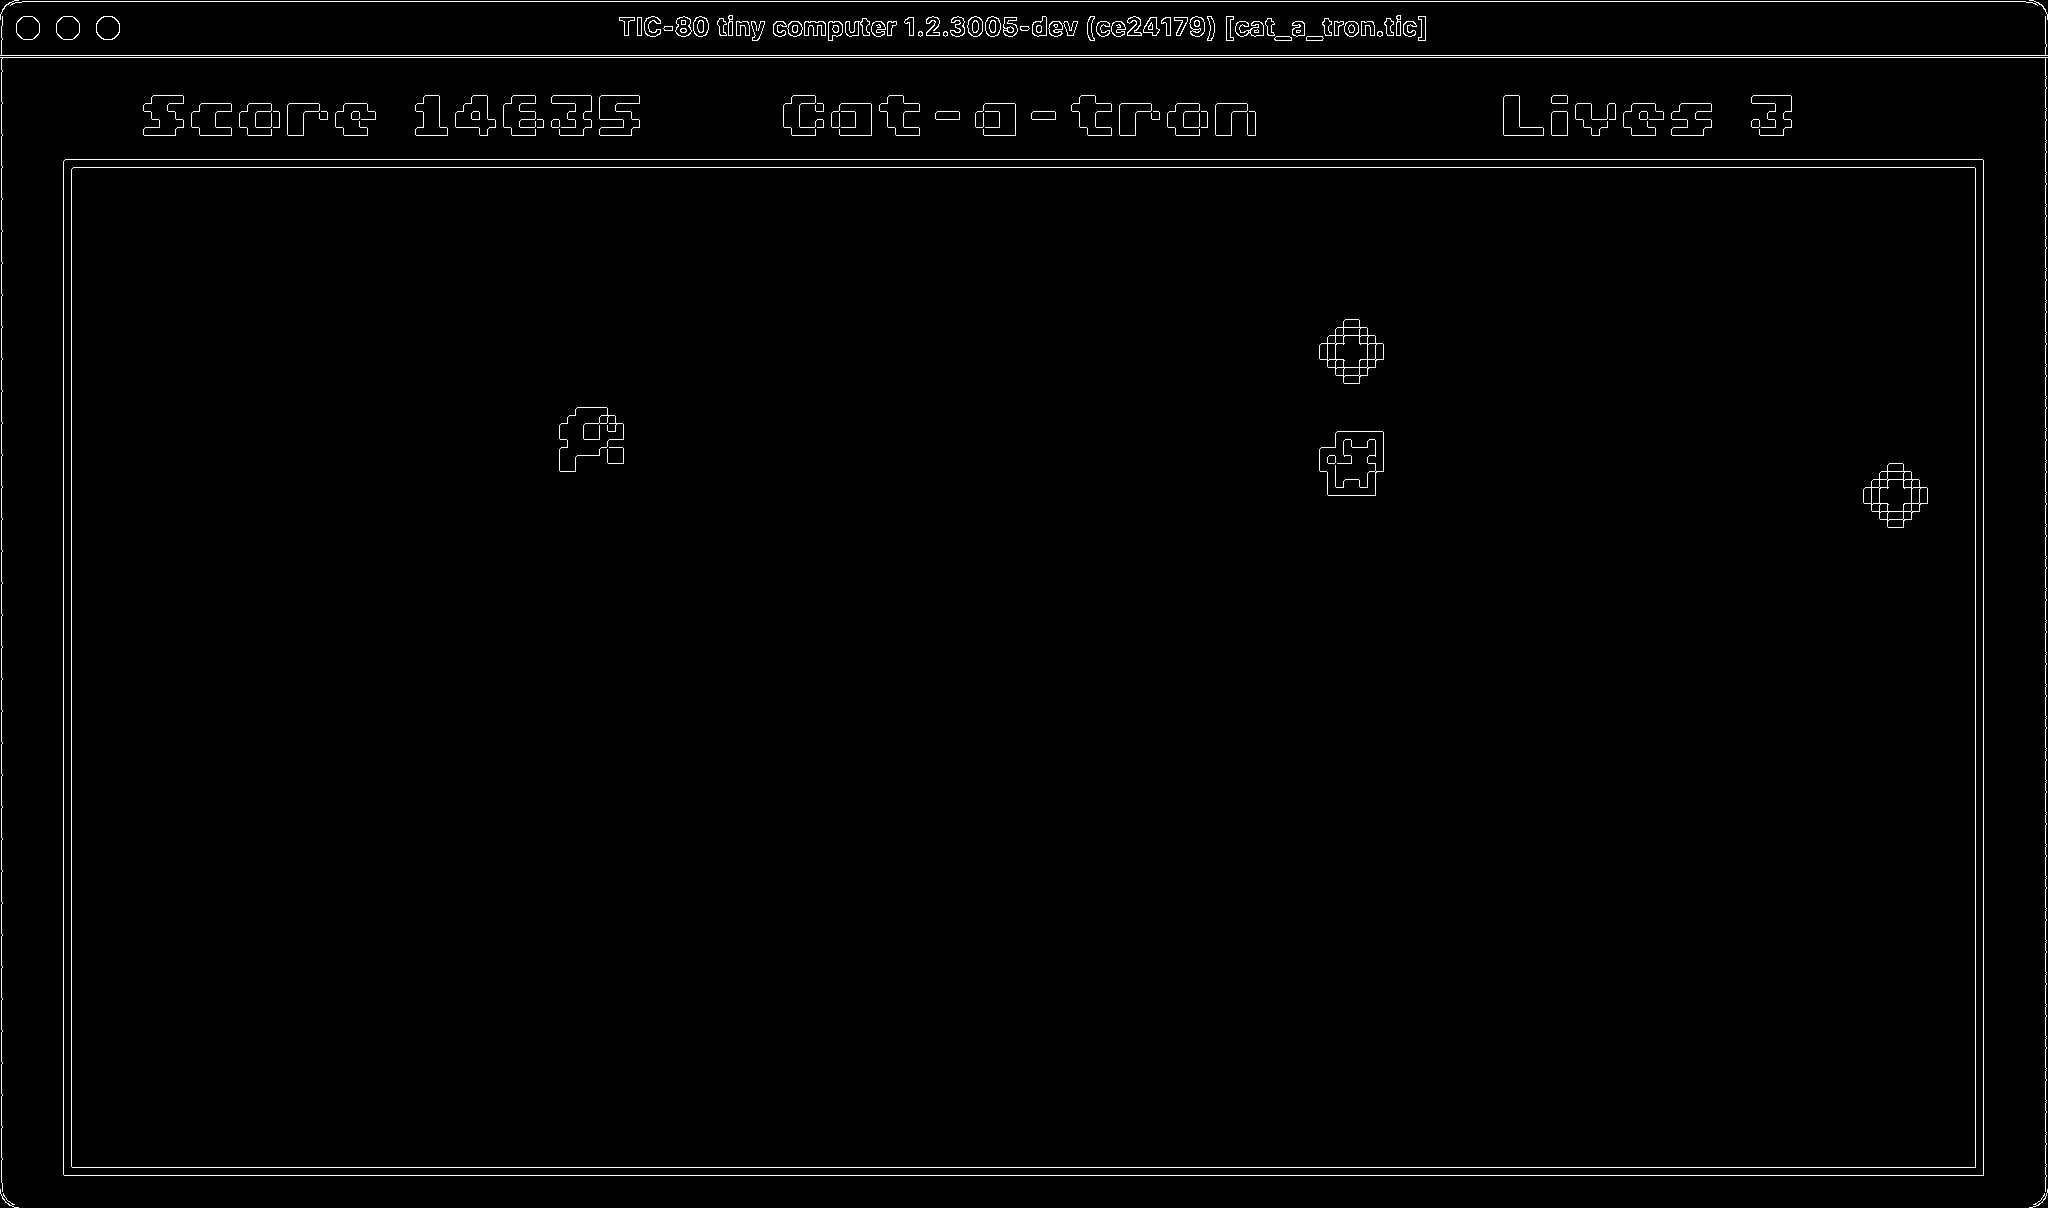 TIC-80 tiny computer 1.2.3005-dev (ce24179) [cat_a_tron.tic]
Score 14635 Cat-a-tron Lives 3